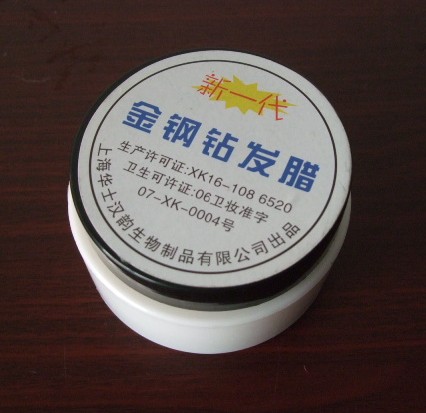 新一代
金钢钻发腊
生产许可证:XK16-108 6520
卫生可许证:06卫妆准字
07-XK-0004号
上海华士汉韵生物制品有限公司出品